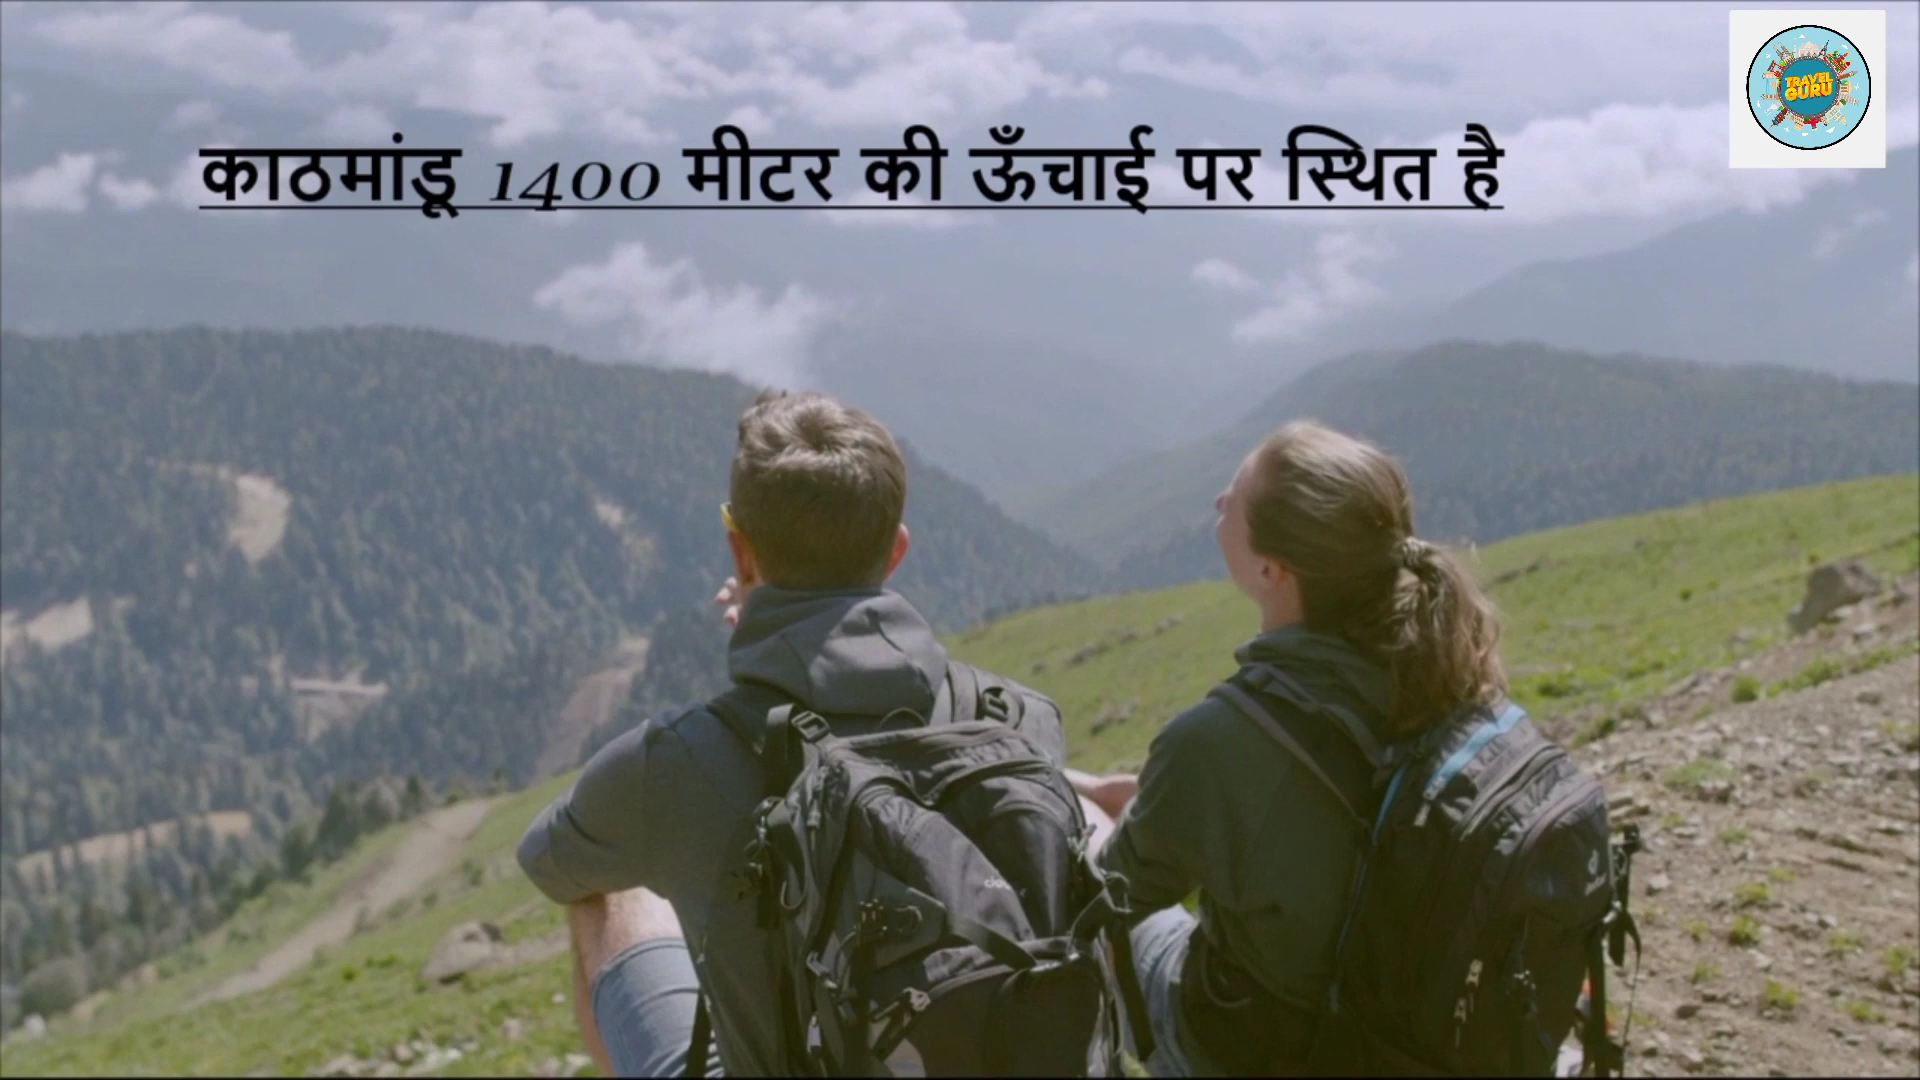 काठमांडू 1400 मीटर की ऊँचाई पर स्थित है
TRAVEL
GURU